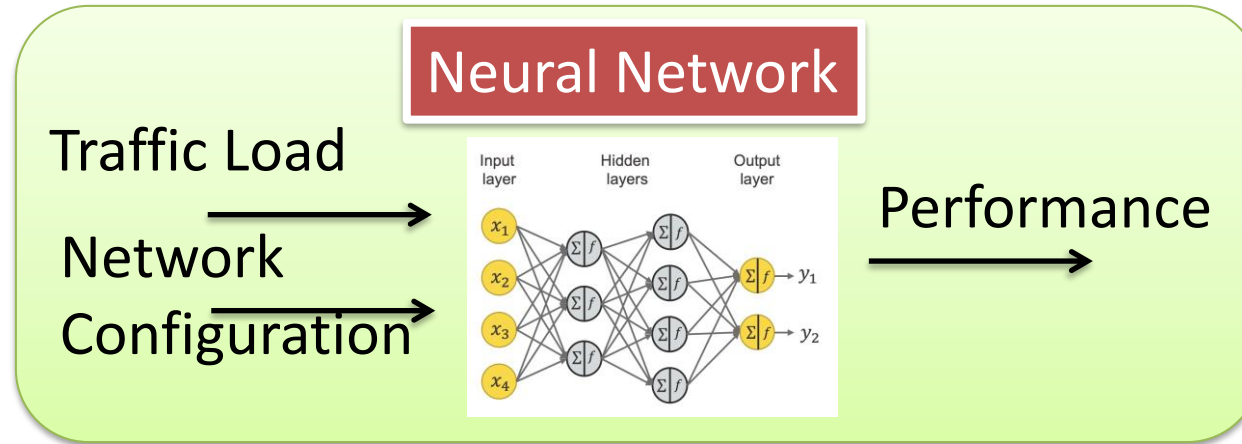 Neural Network
Traffic Load
Network
Configuration
Input layer
Hidden layers
Output layer
x₁
x₂
x₃
x₄
Σ f
Σ f
Σ f
Σ f
Σ f
Σ f
Σ f
Σ f
Σ f
y₁
y₂
Performance